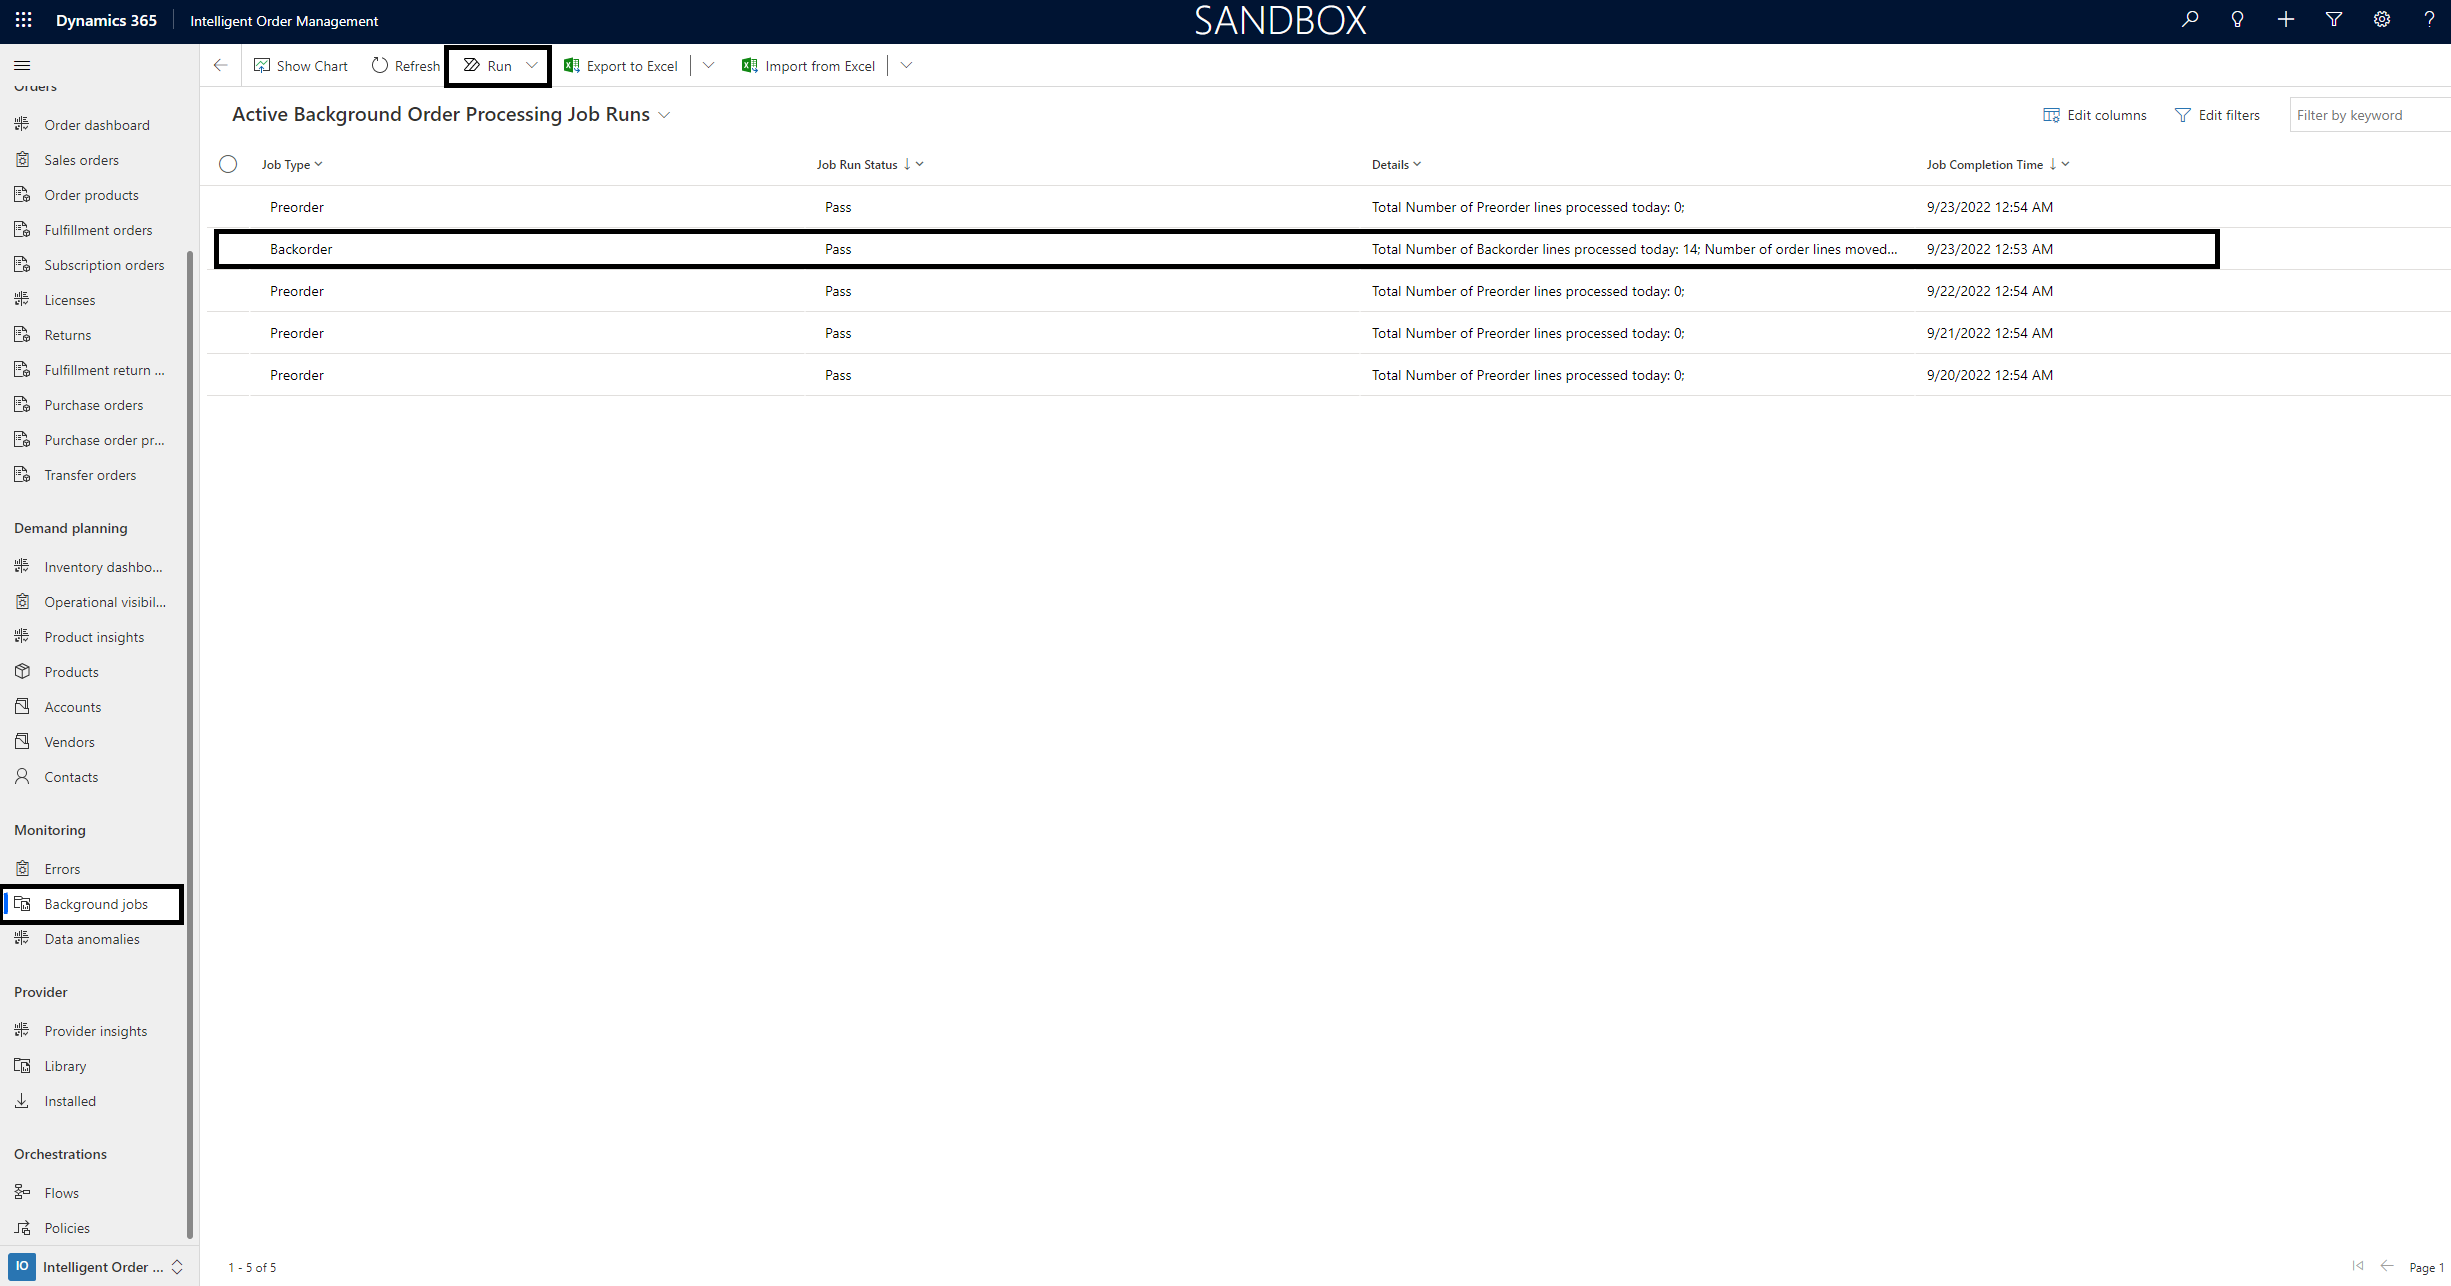 Dynamics 365
Intelligent Order Management
SANDBOX
?
Show Chart
Refresh
Run
Export to Excel
Import from Excel
Orders
Order dashboard
Sales orders
Order products
Fulfillment orders
Subscription orders
Licenses
Returns
Fulfillment return ...
Purchase orders
Purchase order pr...
Transfer orders
Demand planning
Inventory dashbo...
Operational visibil...
Product insights
Products
Accounts
Vendors
Contacts
Monitoring
Errors
Background jobs
Data anomalies
Provider
Provider insights
Library
Installed
Orchestrations
Flows
Policies
IO Intelligent Order ...
Active Background Order Processing Job Runs
Edit columns
Edit filters
Filter by keyword
Job Type Job Run Status ↓ Details Job Completion Time ↓
Preorder Pass Total Number of Preorder lines processed today: 0; 9/23/2022 12:54 AM
Backorder Pass Total Number of Backorder lines processed today: 14; Number of order lines moved... 9/23/2022 12:53 AM
Preorder Pass Total Number of Preorder lines processed today: 0; 9/22/2022 12:54 AM
Preorder Pass Total Number of Preorder lines processed today: 0; 9/21/2022 12:54 AM
Preorder Pass Total Number of Preorder lines processed today: 0; 9/20/2022 12:54 AM
1 - 5 of 5
Page 1